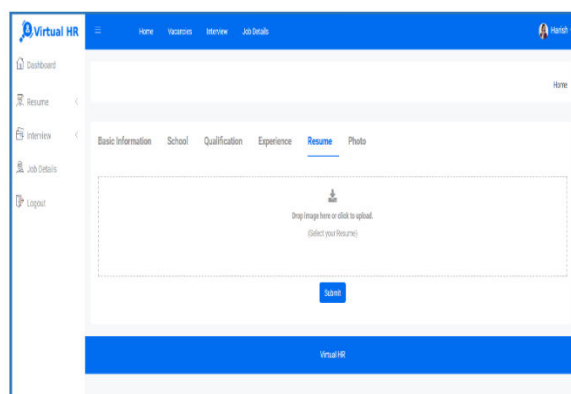 Virtual HR
Home Vacancies Interview Job Details
Harish
Dashboard
Home
Resume
Interview
Basic Information School Qualification Experience Resume Photo
Job Details
Logout
Drop image here or click to upload.
(Select your Resume)
Submit
Virtual HR